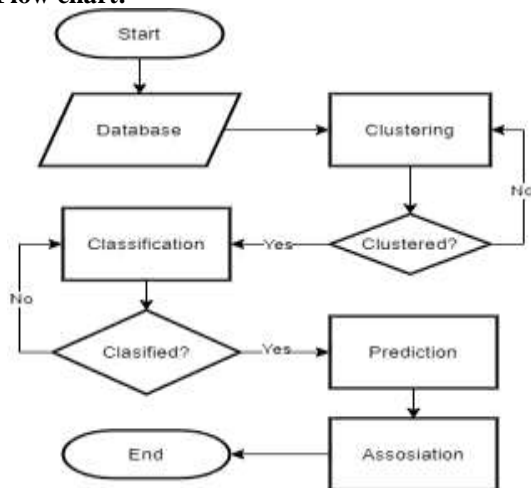 Flow chart:
Start
Database
Clustering
No
Clustered?
Yes
Classification
No
Clasified?
Yes
Prediction
Assosiation
End